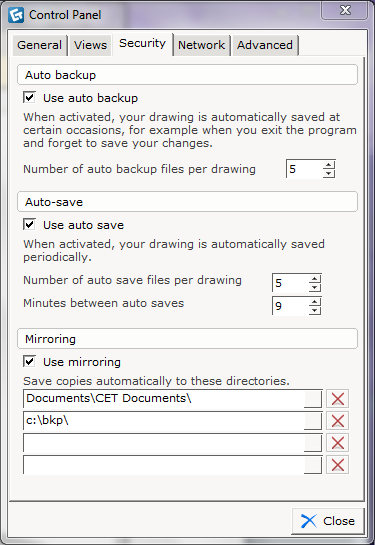 Control Panel
General Views Security Network Advanced
Auto backup
Use auto backup
When activated, your drawing is automatically saved at
certain occasions, for example when you exit the program
and forget to save your changes.
Number of auto backup files per drawing 5
Auto-save
Use auto save
When activated, your drawing is automatically saved
periodically.
Number of auto save files per drawing 5
Minutes between auto saves 9
Mirroring
Use mirroring
Save copies automatically to these directories.
Documents\CET Documents\
c:\bkp\
Close